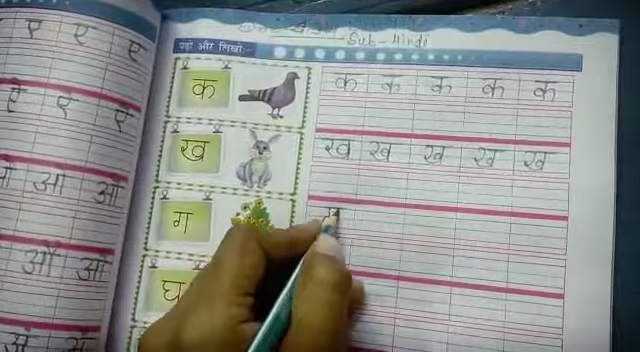 ए ए ए
Sub - Hindi
पढ़ो और लिखो:-
ऐ ऐ ऐ
क क क क क क
ख ख ख ख ख ख
ओ ओ
ग
औ औ
घ
अं अं